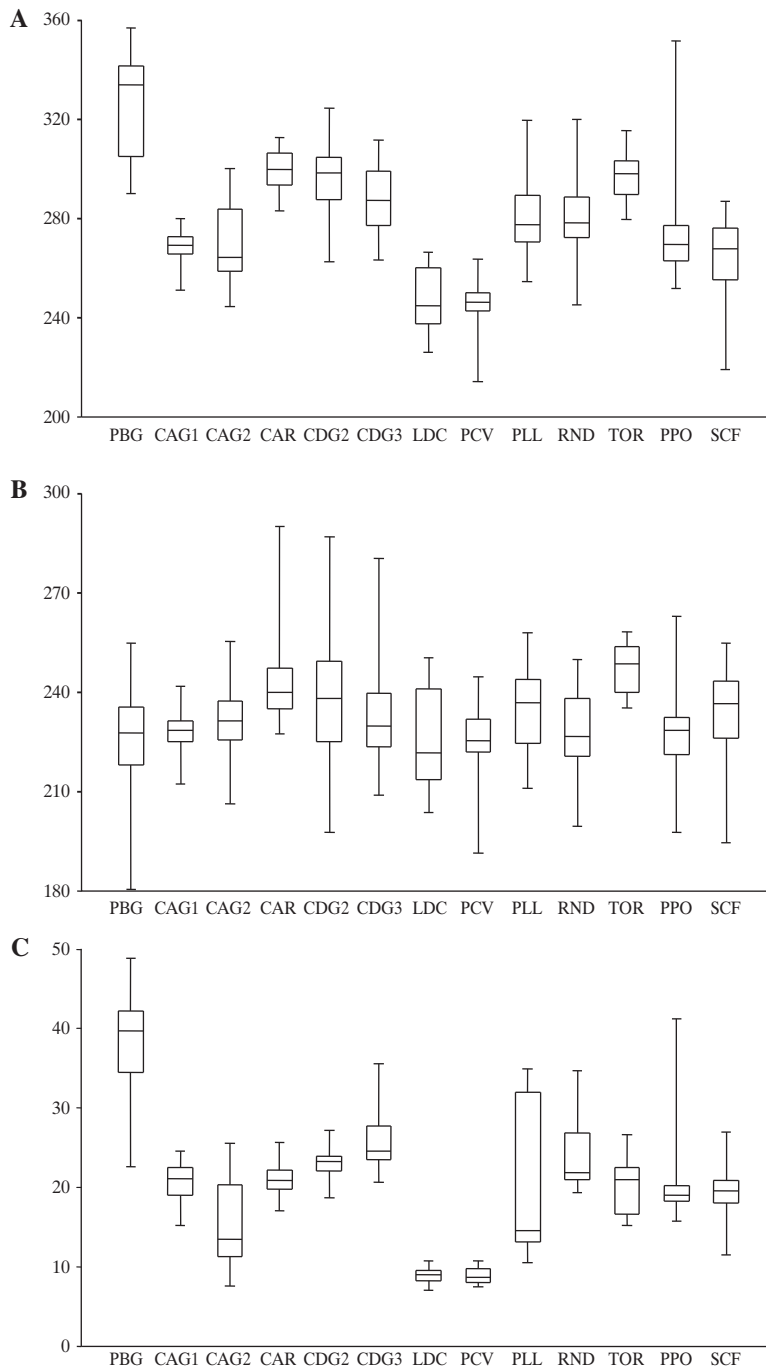 A
360
320
280
240
200
PBG CAG1 CAG2 CAR CDG2 CDG3 LDC PCV PLL RND TOR PPO SCF
B
300
270
240
210
180
PBG CAG1 CAG2 CAR CDG2 CDG3 LDC PCV PLL RND TOR PPO SCF
C
50
40
30
20
10
0
PBG CAG1 CAG2 CAR CDG2 CDG3 LDC PCV PLL RND TOR PPO SCF